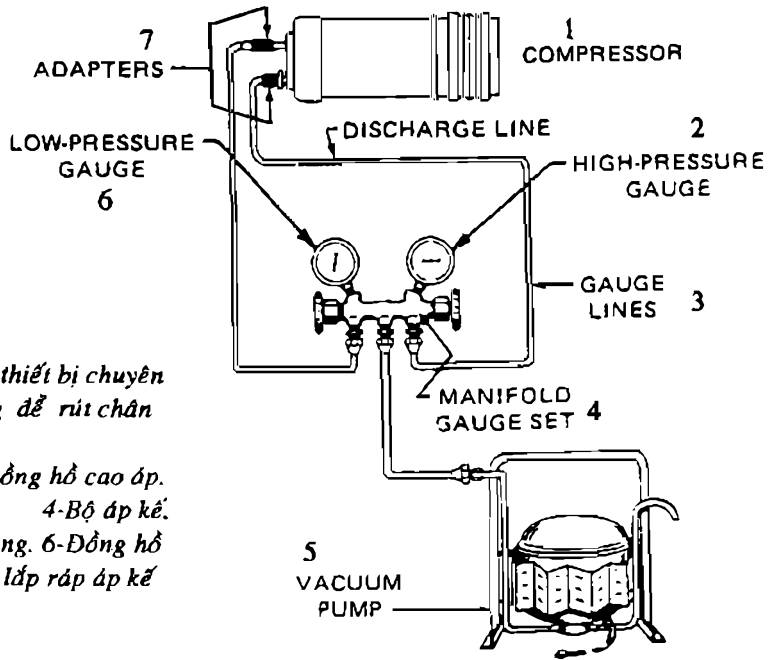 7
ADAPTERS
1
COMPRESSOR
DISCHARGE LINE
LOW-PRESSURE
GAUGE
6
2
HIGH-PRESSURE
GAUGE
GAUGE
LINES 3
MANIFOLD
GAUGE SET 4
thiết bị chuyên
để rút chân
ồng hồ cao áp.
4-Bộ áp kế.
ng. 6-Đồng hồ
lắp ráp áp kế
5
VACUUM
PUMP